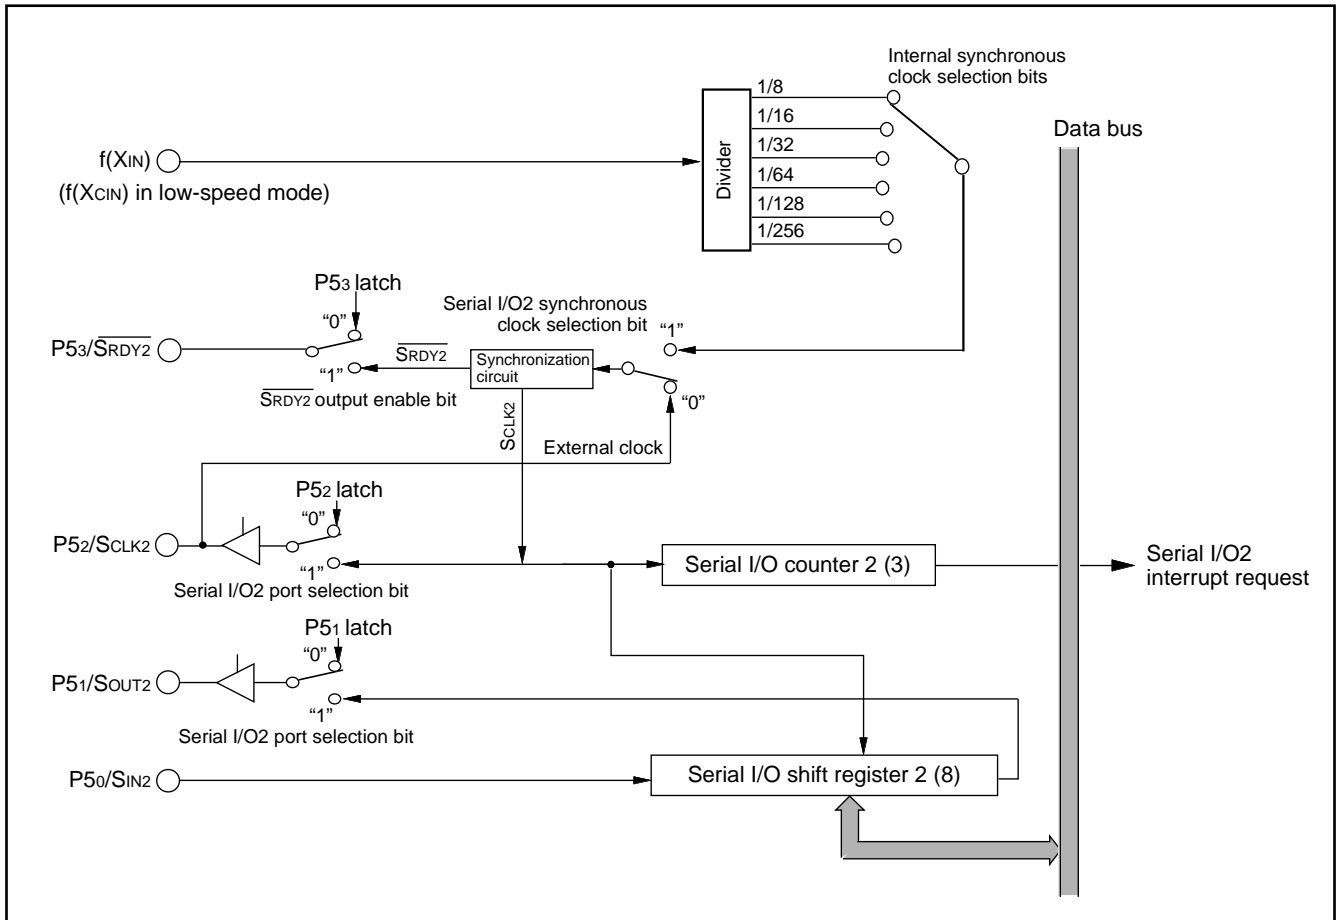 Internal synchronous
clock selection bits
1/8
1/16
1/32
1/64
1/128
1/256
Divider
Data bus
f(XIN)
(f(XCIN) in low-speed mode)
P53 latch
"0"
P53/SRDY2
"1"
SRDY2
SRDY2 output enable bit
Serial I/O2 synchronous
clock selection bit
"1"
Synchronization
circuit
"0"
SCLK2
External clock
P52 latch
"0"
P52/SCLK2
"1"
Serial I/O2 port selection bit
Serial I/O counter 2 (3)
Serial I/O2
interrupt request
P51 latch
"0"
P51/SOUT2
"1"
Serial I/O2 port selection bit
P50/SIN2
Serial I/O shift register 2 (8)